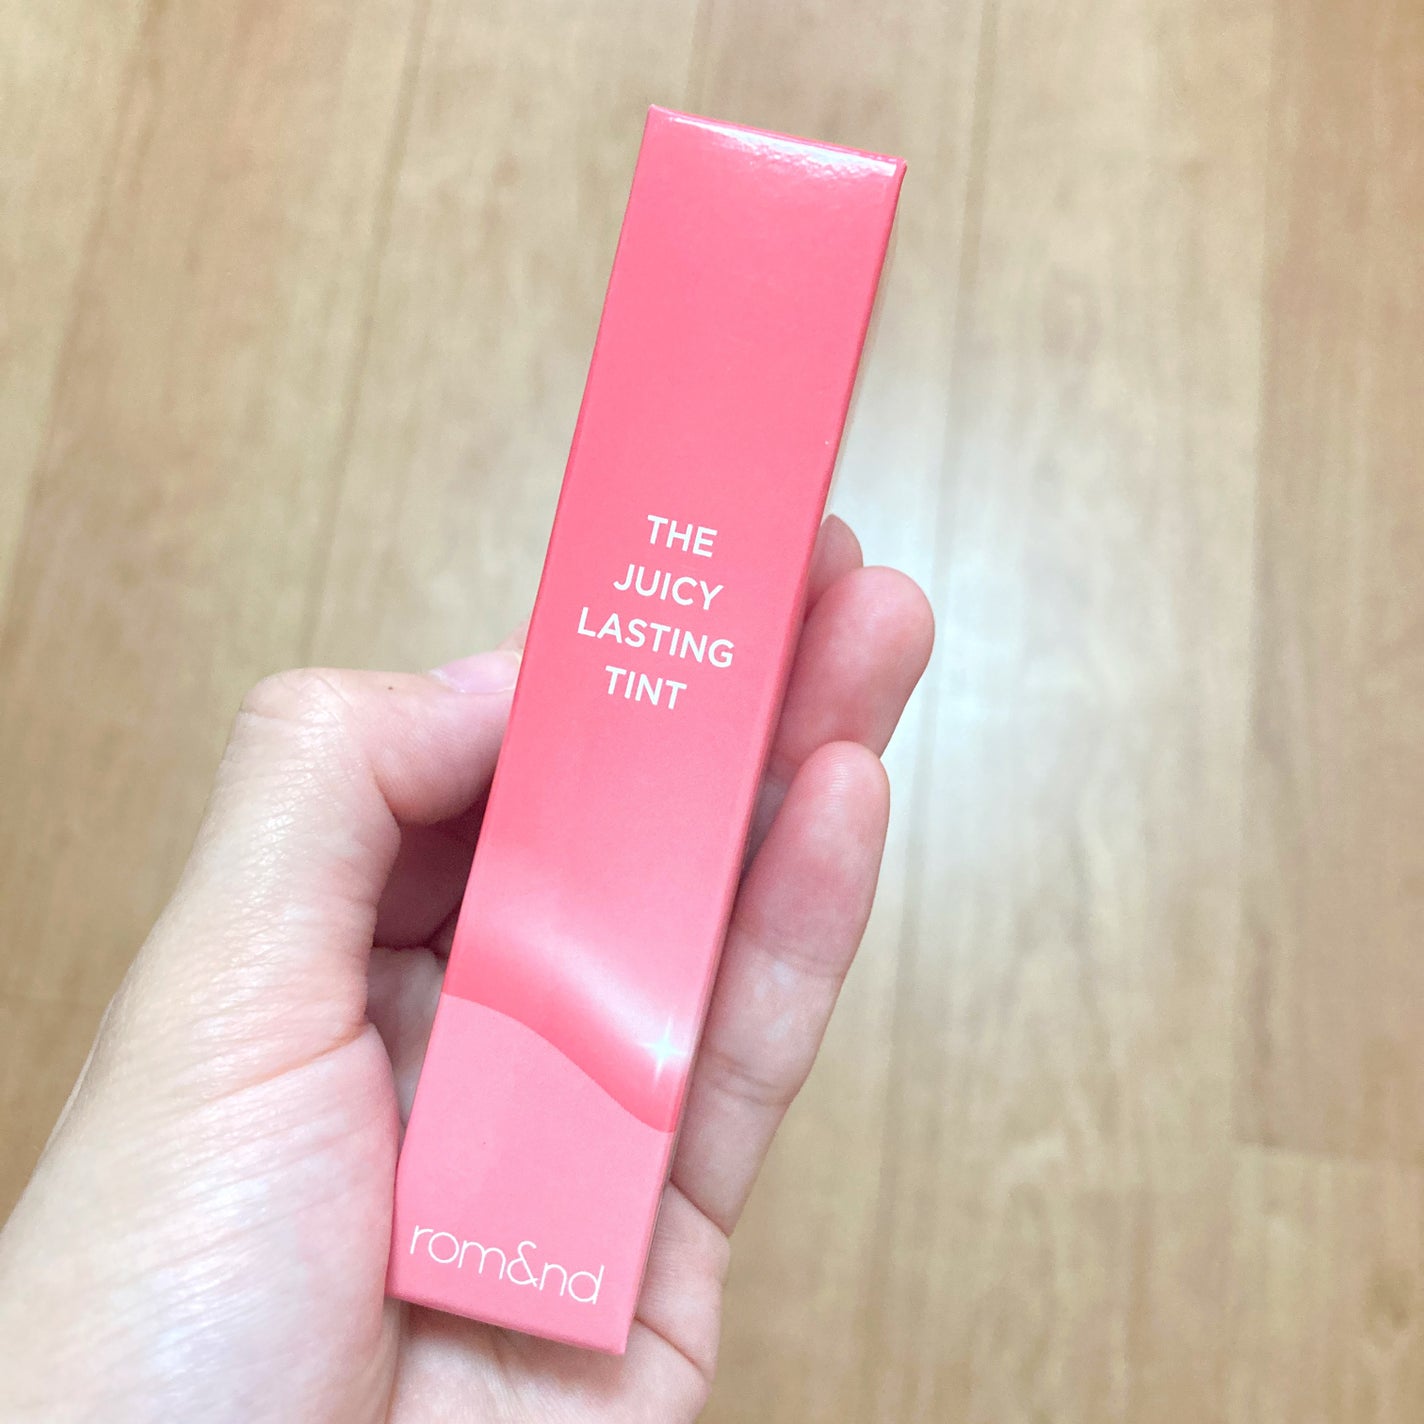 THE
JUICY
LASTING
TINT
rom&nd